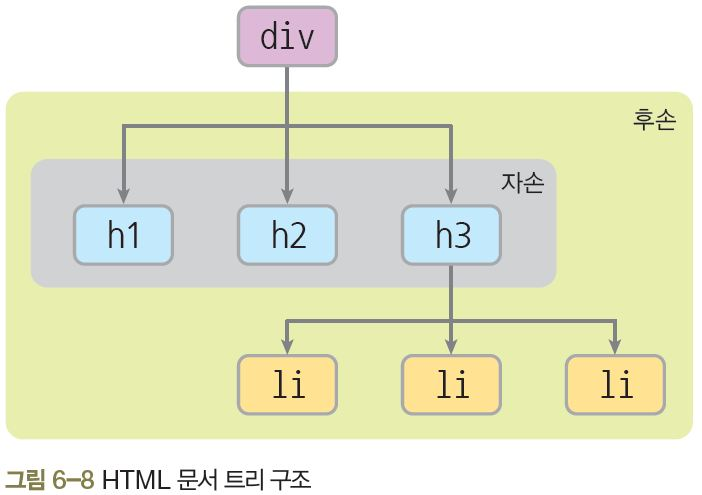 div
후손
자손
h1 h2 h3
li li li
그림 6-8 HTML 문서 트리 구조